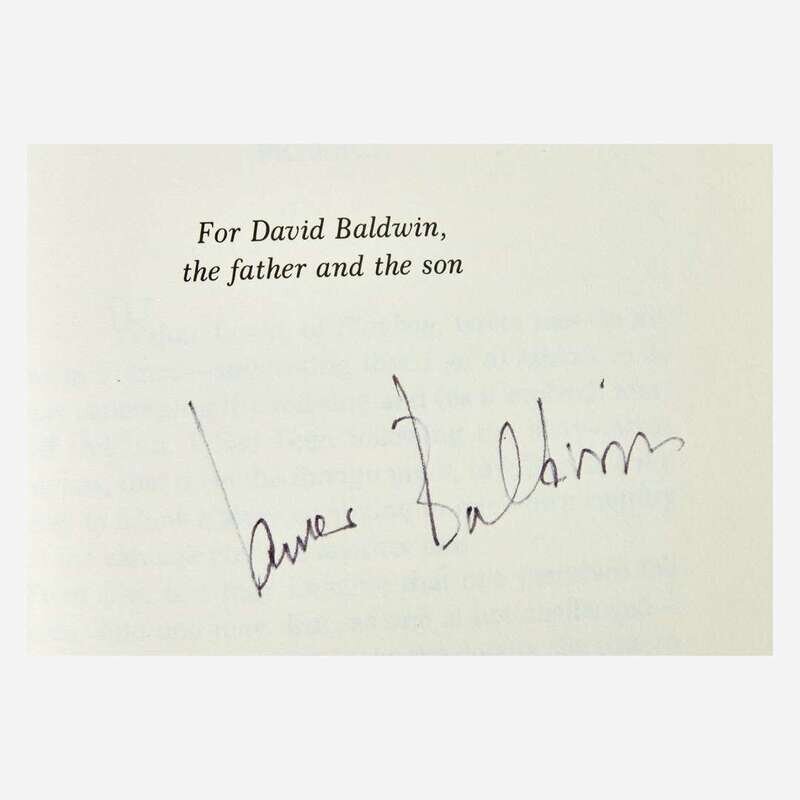 For David Baldwin,
the father and the son
James Baldwin